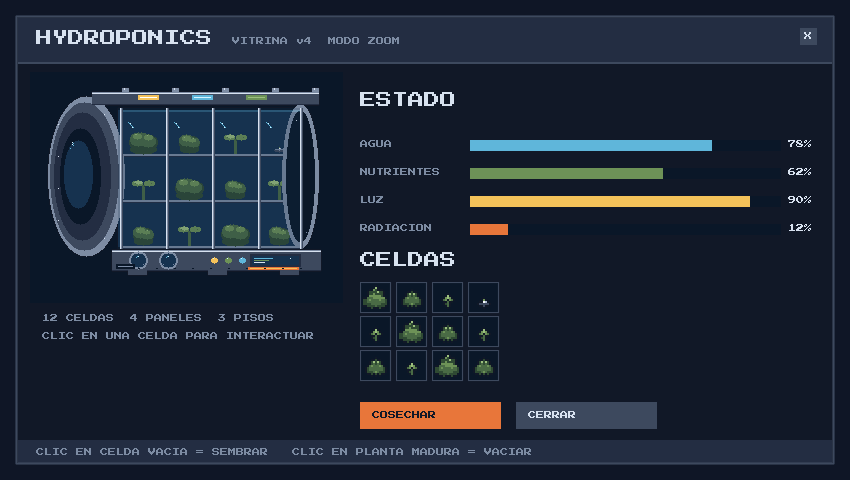 HYDROPONICS VITRINA v4 MODO ZOOM X
ESTADO
AGUA 78%
NUTRIENTES 62%
LUZ 90%
RADIACION 12%
CELDAS
12 CELDAS 4 PANELES 3 PISOS
CLIC EN UNA CELDA PARA INTERACTUAR
COSECHAR CERRAR
CLIC EN CELDA VACIA = SEMBRAR CLIC EN PLANTA MADURA = VACIAR